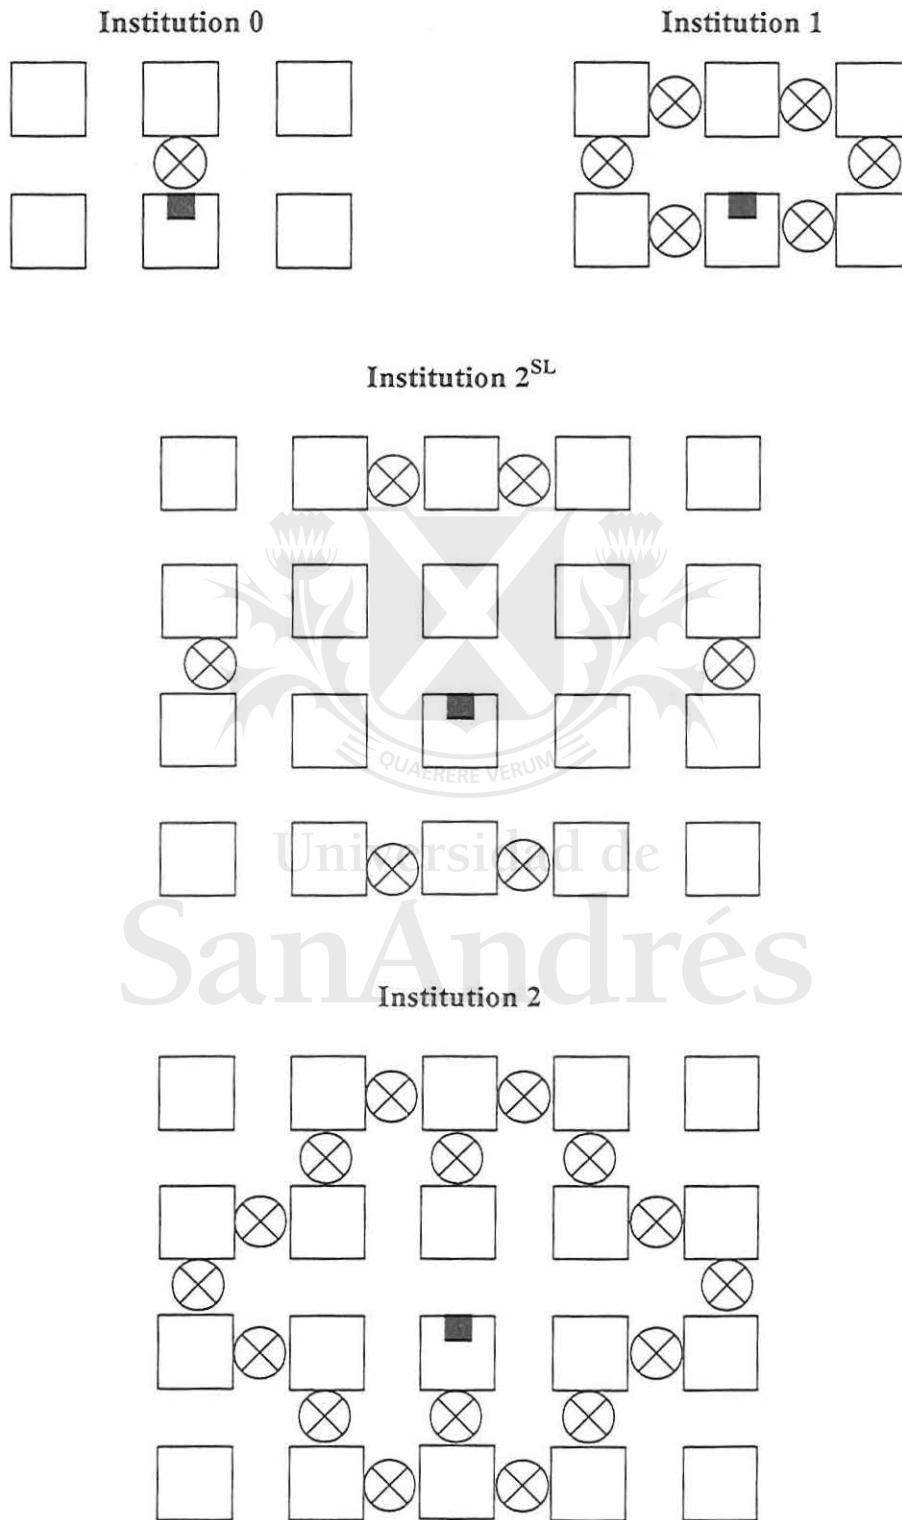 Institution 0
Institution 1
Institution 2^SL
QUAERERE VERUM
Universidad de
SanAndrés
Institution 2